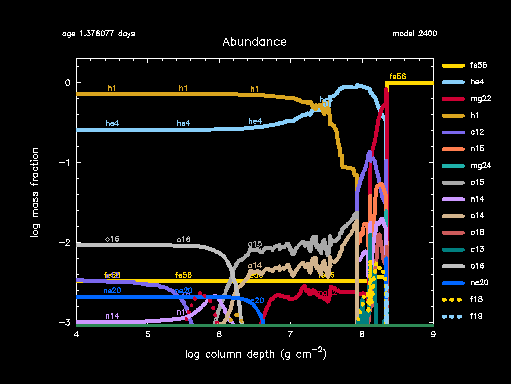 age 1.376077 days
model 2400
Abundance
fe56
0
h1 h1 h1
he4 he4 he4
−1
log mass fraction
−2
o16 o16
o15
o14
fe56 fe56
ne20 ne20
n14
−3
4 5 6 7 8 9
log column depth (g cm−2)
fe56
he4
mg22
h1
c12
n15
mg24
o15
n14
o14
o18
c13
o16
ne20
f18
f19